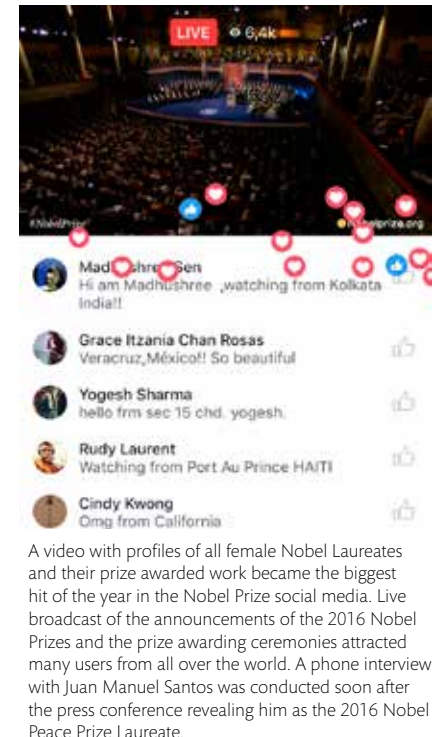 LIVE 6,4k
#NobelPrize
nobelprize.org
Madhushree Sen
Hi am Madhushree ,watching from Kolkata
India!!
Grace Itzania Chan Rosas
Veracruz,México!! So beautiful
Yogesh Sharma
hello frm sec 15 chd. yogesh.
Rudy Laurent
Watching from Port Au Prince HAITI
Cindy Kwong
Omg from California
A video with profiles of all female Nobel Laureates
and their prize awarded work became the biggest
hit of the year in the Nobel Prize social media. Live
broadcast of the announcements of the 2016 Nobel
Prizes and the prize awarding ceremonies attracted
many users from all over the world. A phone interview
with Juan Manuel Santos was conducted soon after
the press conference revealing him as the 2016 Nobel
Peace Prize Laureate.